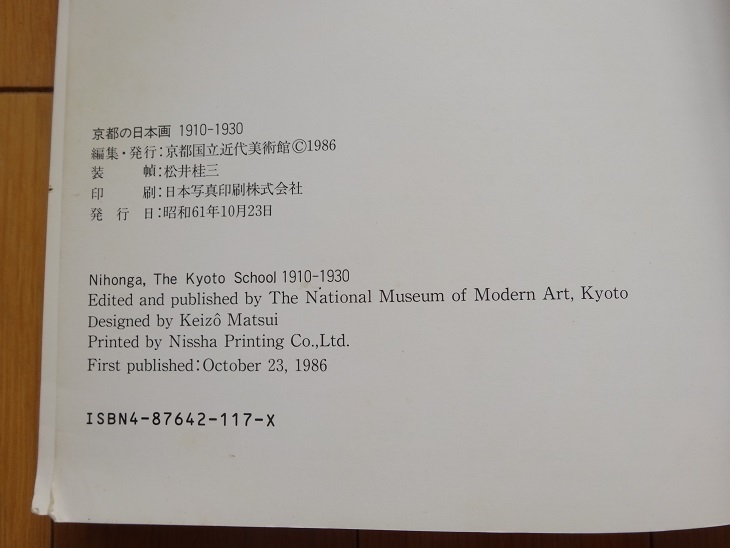 京都の日本画 1910-1930
編集・発行:京都国立近代美術館©1986
装　　幀:松井桂三
印　　刷:日本写真印刷株式会社
発　行　日:昭和61年10月23日
Nihonga, The Kyoto School 1910-1930
Edited and published by The National Museum of Modern Art, Kyoto
Designed by Keizô Matsui
Printed by Nissha Printing Co.,Ltd.
First published:October 23, 1986
ISBN4-87642-117-X